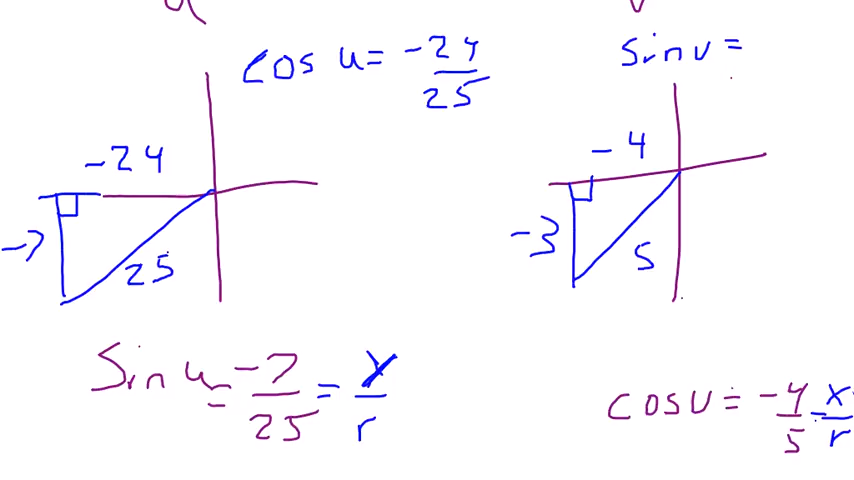 cos u = -24/25
sin v =
-24
-4
-7
25
-3
5
sin u = -7/25 = y/r
cos v = -4/5 = x/r